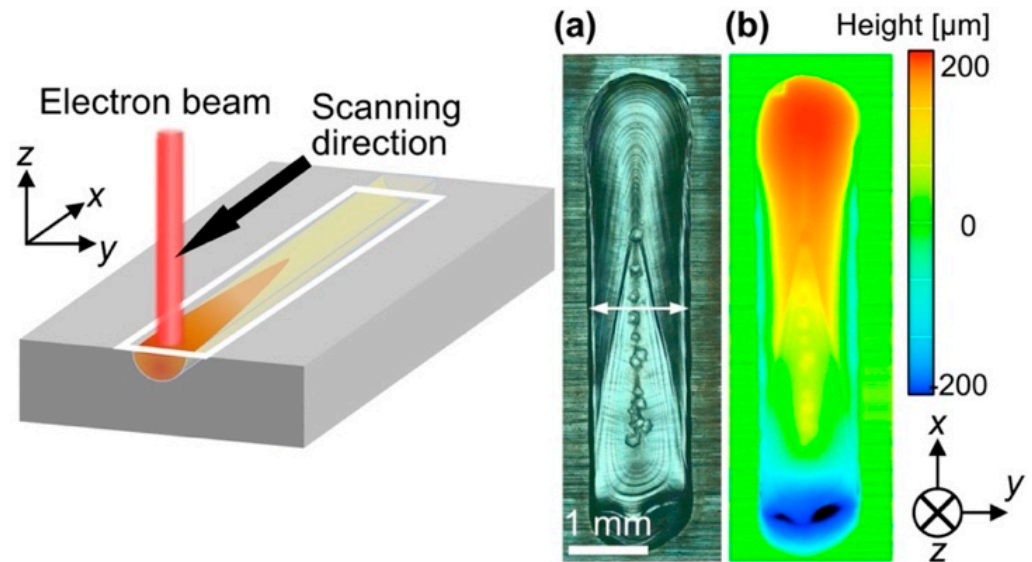 Electron beam
Scanning
direction
z
x
y
(a)
1 mm
(b)
Height [µm]
200
0
-200
x
y
z